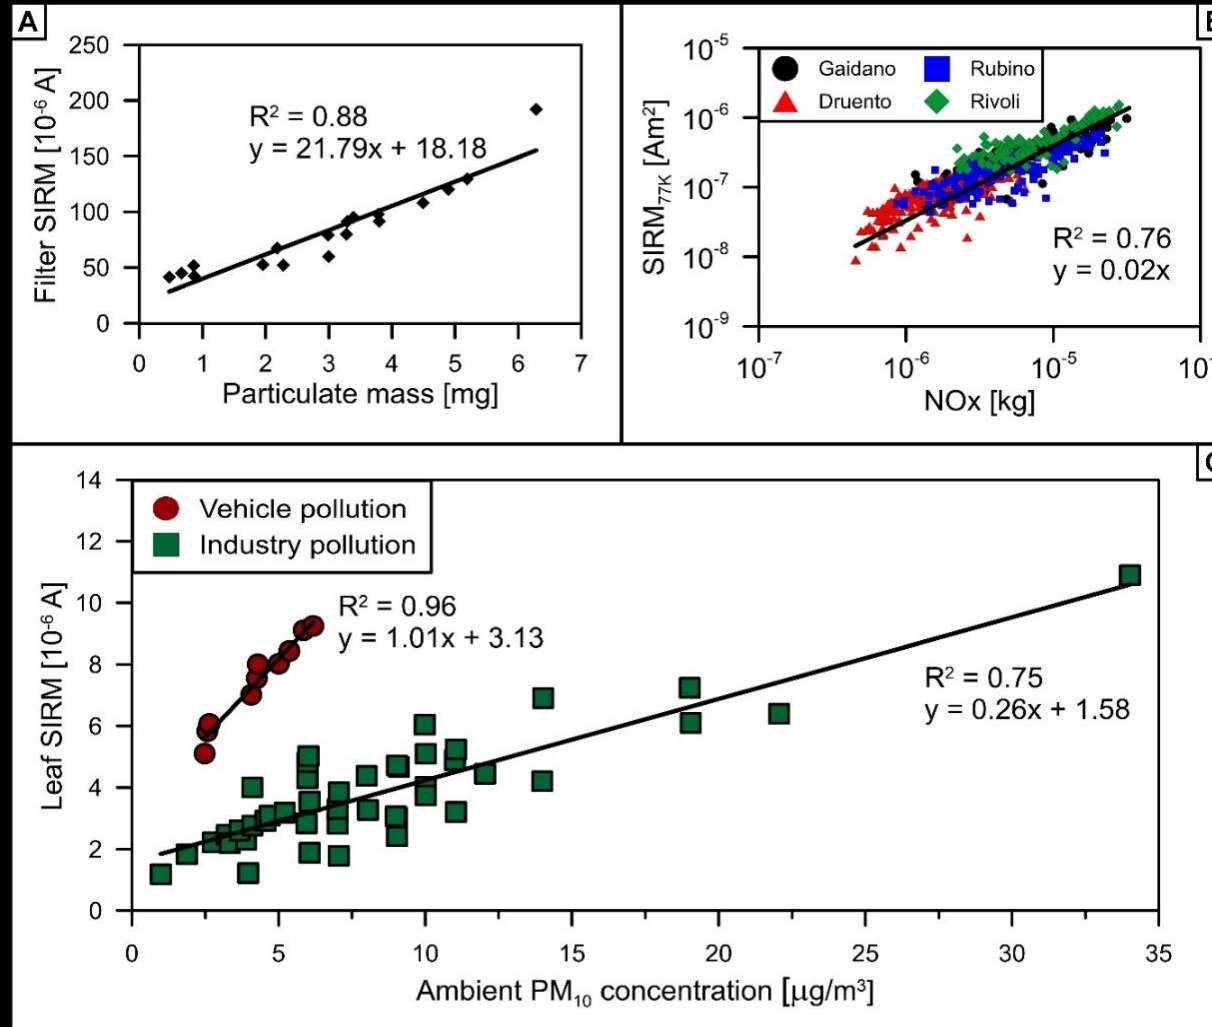 A
250
200
150
100
50
0
Filter SIRM [10⁻⁶ A]
R² = 0.88
y = 21.79x + 18.18
0 1 2 3 4 5 6 7
Particulate mass [mg]
10⁻⁵
10⁻⁶
10⁻⁷
10⁻⁸
10⁻⁹
SIRM₇₇K [Am²]
Gaidano Rubino
Druento Rivoli
R² = 0.76
y = 0.02x
10⁻⁷ 10⁻⁶ 10⁻⁵
NOx [kg]
14
12
10
8
6
4
2
0
Leaf SIRM [10⁻⁶ A]
Vehicle pollution
Industry pollution
R² = 0.96
y = 1.01x + 3.13
R² = 0.75
y = 0.26x + 1.58
0 5 10 15 20 25 30 35
Ambient PM₁₀ concentration [µg/m³]